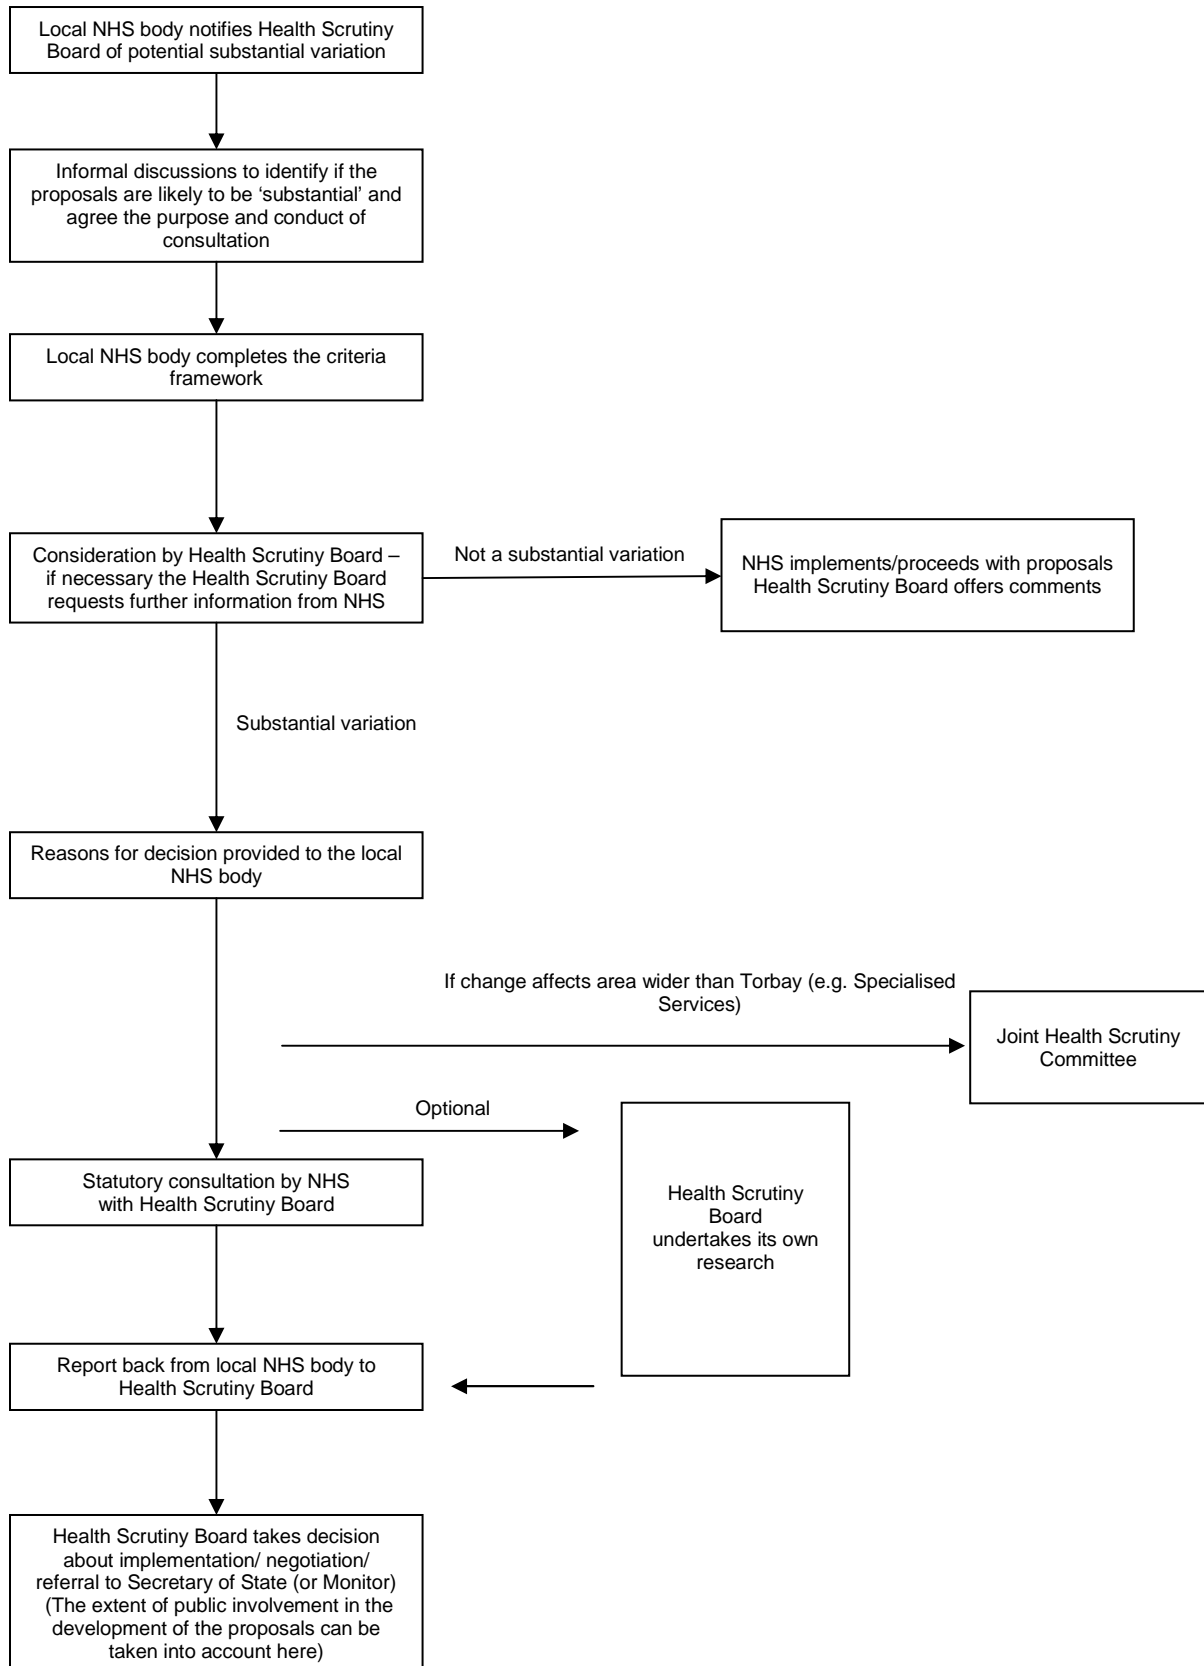 Local NHS body notifies Health Scrutiny
Board of potential substantial variation
Informal discussions to identify if the
proposals are likely to be ‘substantial’ and
agree the purpose and conduct of
consultation
Local NHS body completes the criteria
framework
Consideration by Health Scrutiny Board –
if necessary the Health Scrutiny Board
requests further information from NHS
Not a substantial variation
NHS implements/proceeds with proposals
Health Scrutiny Board offers comments
Substantial variation
Reasons for decision provided to the local
NHS body
If change affects area wider than Torbay (e.g. Specialised
Services)
Joint Health Scrutiny
Committee
Optional
Health Scrutiny
Board
undertakes its own
research
Statutory consultation by NHS
with Health Scrutiny Board
Report back from local NHS body to
Health Scrutiny Board
Health Scrutiny Board takes decision
about implementation/ negotiation/
referral to Secretary of State (or Monitor)
(The extent of public involvement in the
development of the proposals can be
taken into account here)